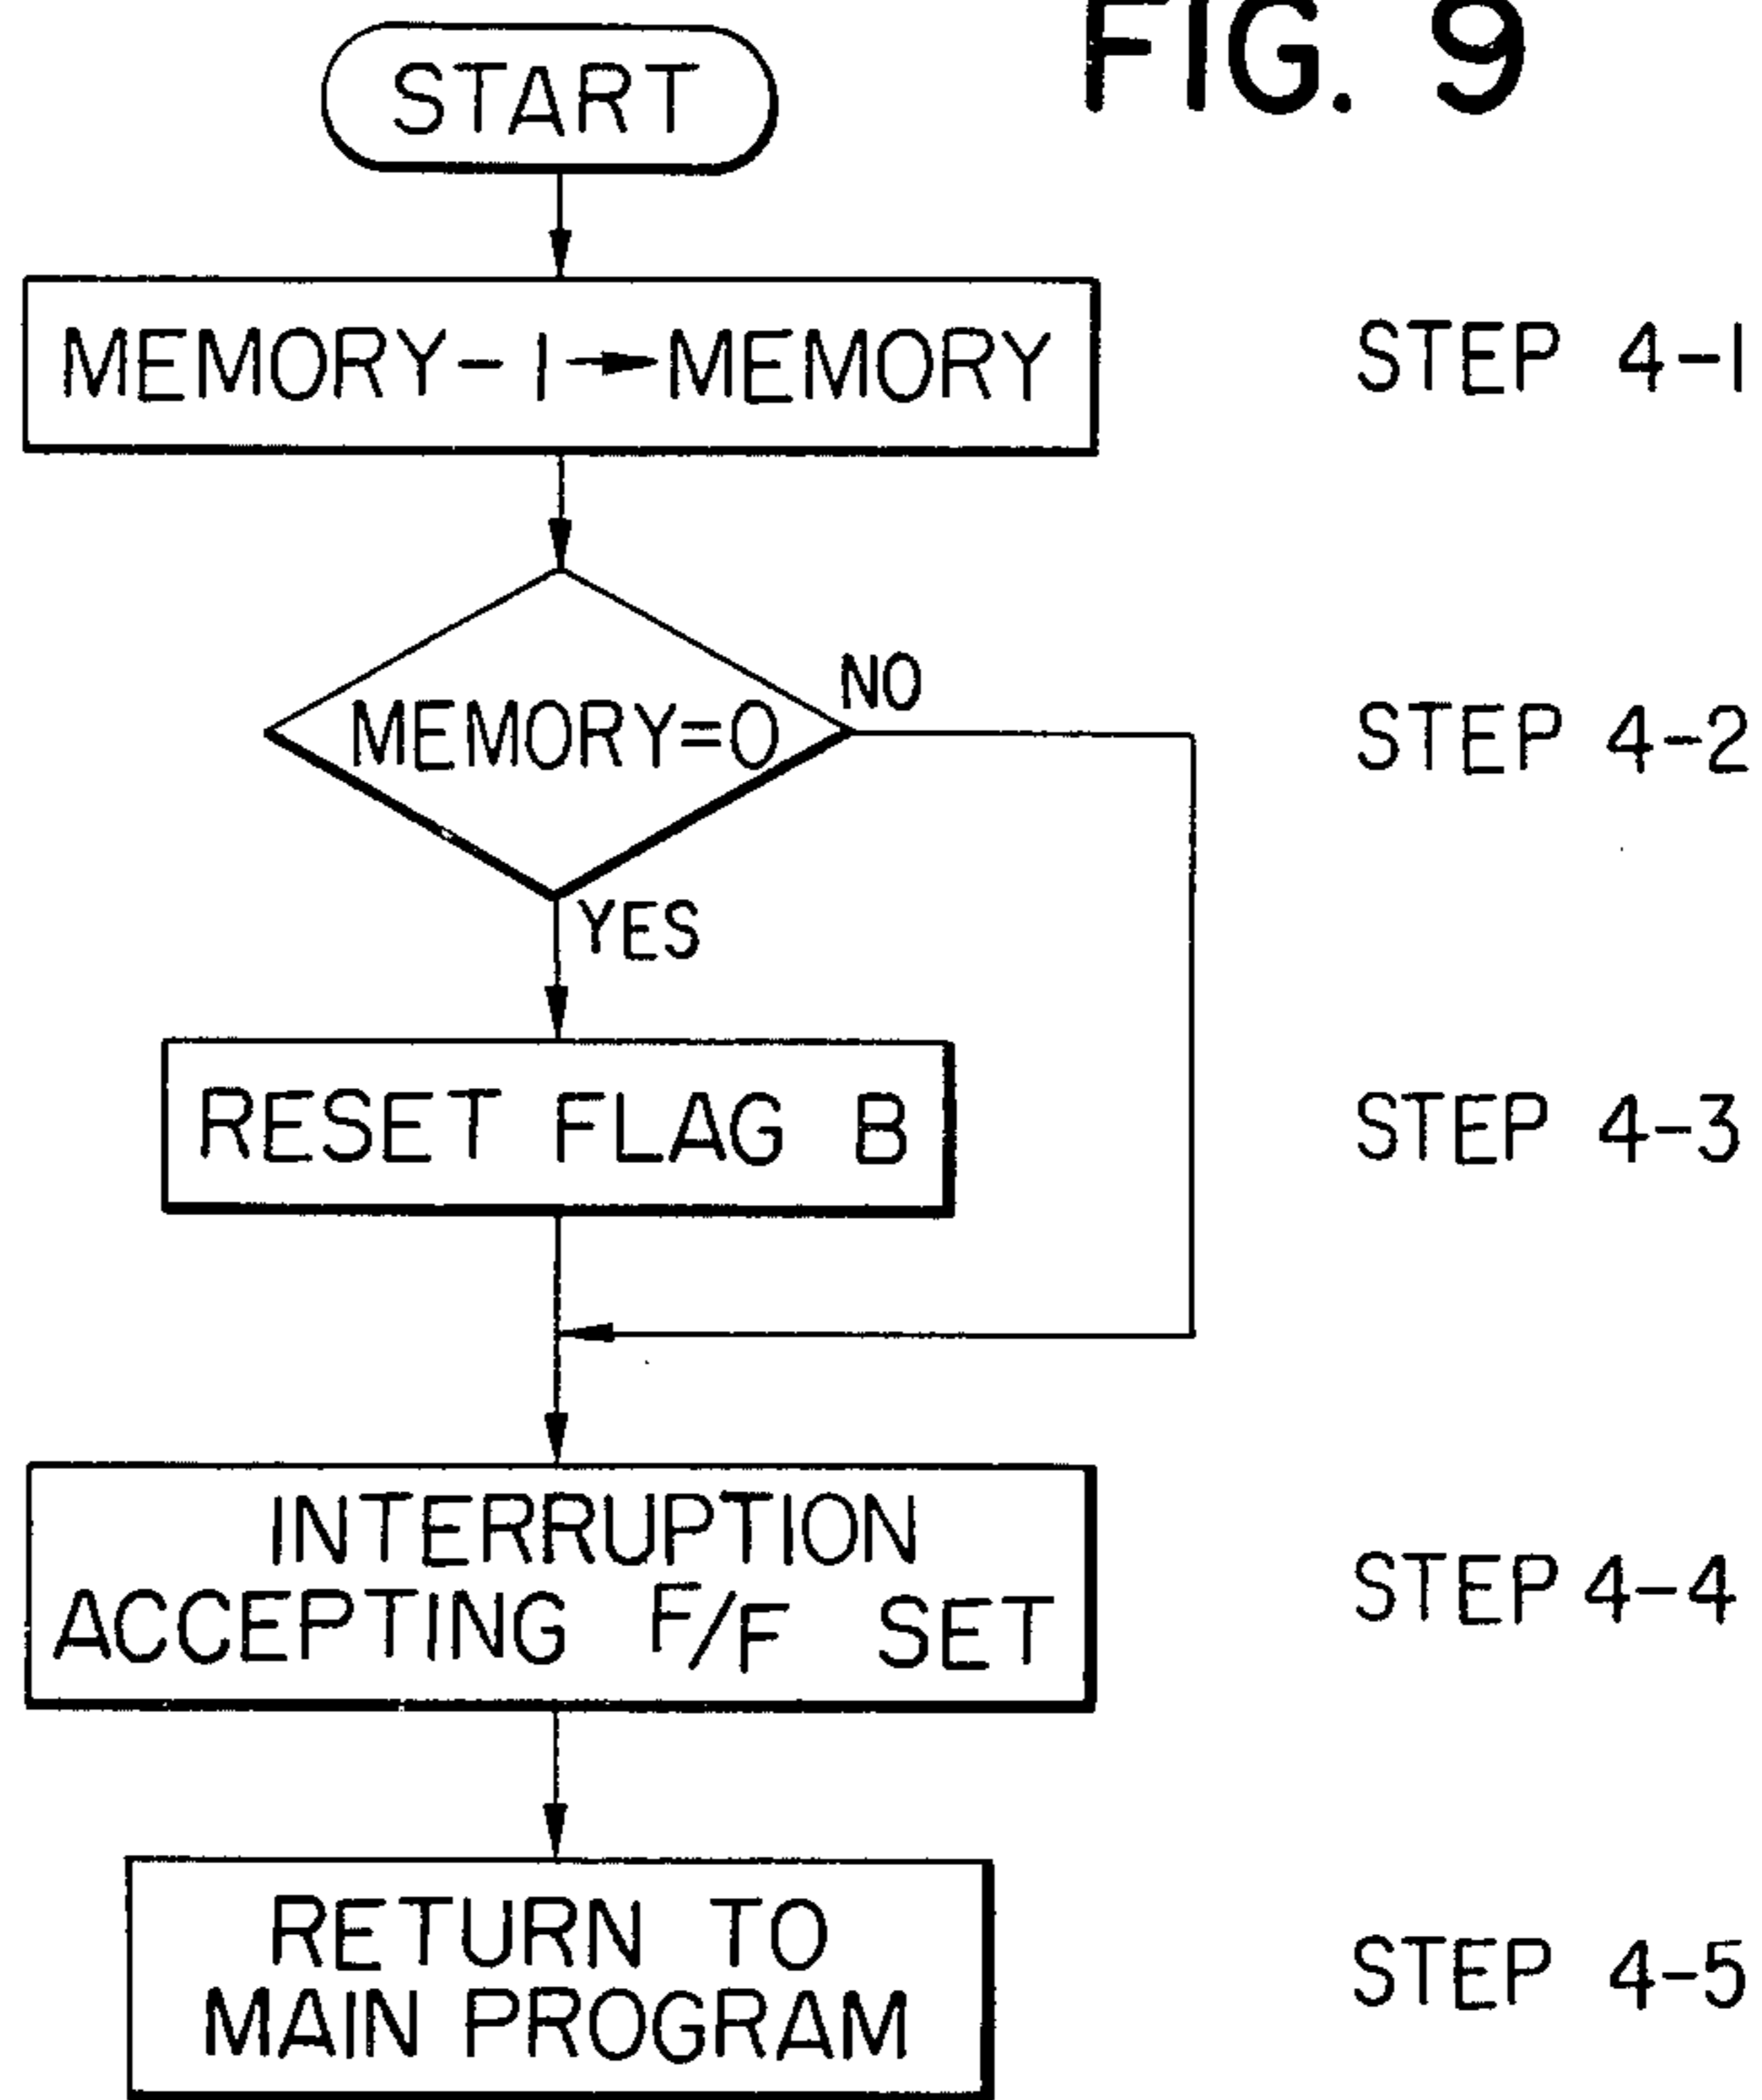 FIG. 9
START
MEMORY-1→MEMORY
STEP 4-1
MEMORY=0
NO
STEP 4-2
YES
RESET FLAG B
STEP 4-3
INTERRUPTION
ACCEPTING F/F SET
STEP 4-4
RETURN TO
MAIN PROGRAM
STEP 4-5